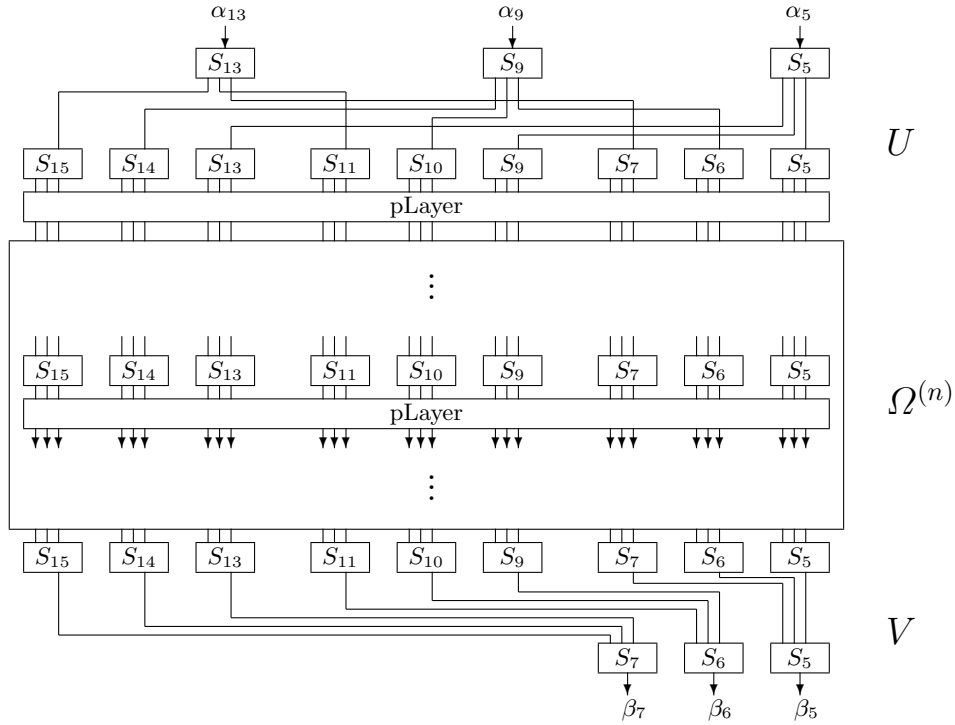 α₁₃ α₉ α₅
S₁₃ S₉ S₅
U
S₁₅ S₁₄ S₁₃ S₁₁ S₁₀ S₉ S₇ S₆ S₅
pLayer
⋮
S₁₅ S₁₄ S₁₃ S₁₁ S₁₀ S₉ S₇ S₆ S₅
Ω⁽ⁿ⁾
pLayer
⋮
S₁₅ S₁₄ S₁₃ S₁₁ S₁₀ S₉ S₇ S₆ S₅
V
S₇ S₆ S₅
β₇ β₆ β₅